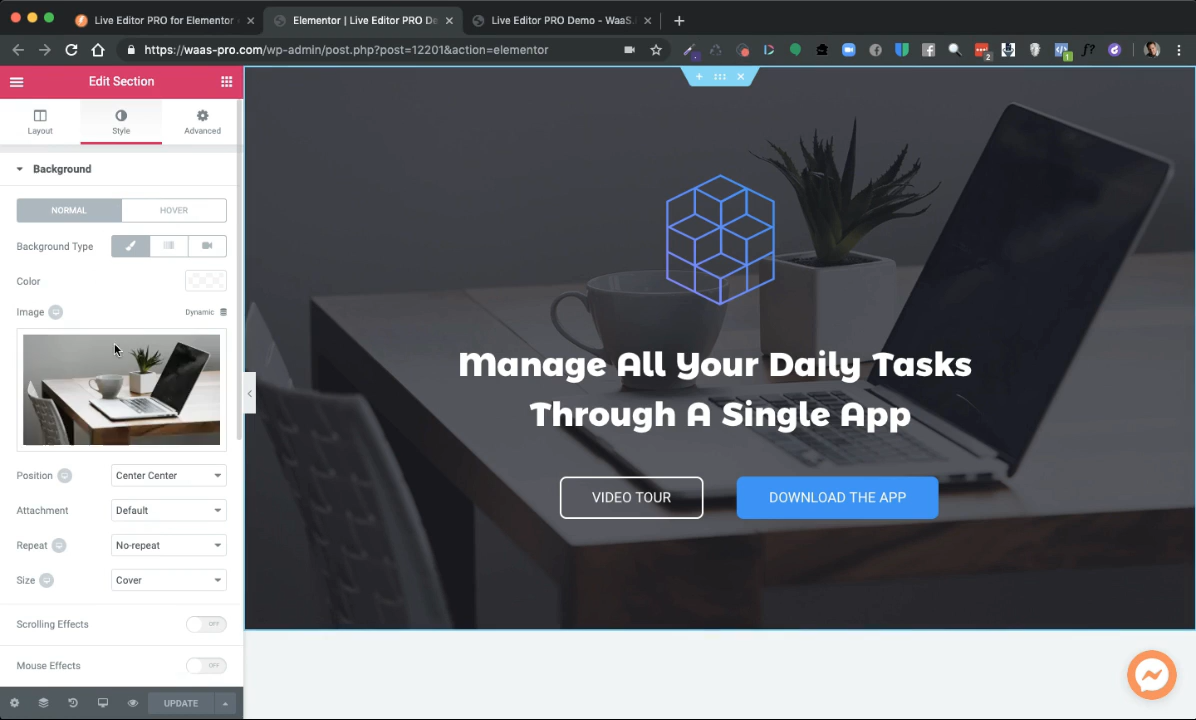 Live Editor PRO for Elementor
Elementor | Live Editor PRO De
Live Editor PRO Demo - WaaS.
https://waas-pro.com/wp-admin/post.php?post=12201&action=elementor
2
1
f?
Edit Section
Layout
Style
Advanced
Background
NORMAL
HOVER
Background Type
Color
Image
Dynamic
Position
Center Center
Attachment
Default
Repeat
No-repeat
Size
Cover
Scrolling Effects
OFF
Mouse Effects
OFF
UPDATE
Manage All Your Daily Tasks
Through A Single App
VIDEO TOUR
DOWNLOAD THE APP